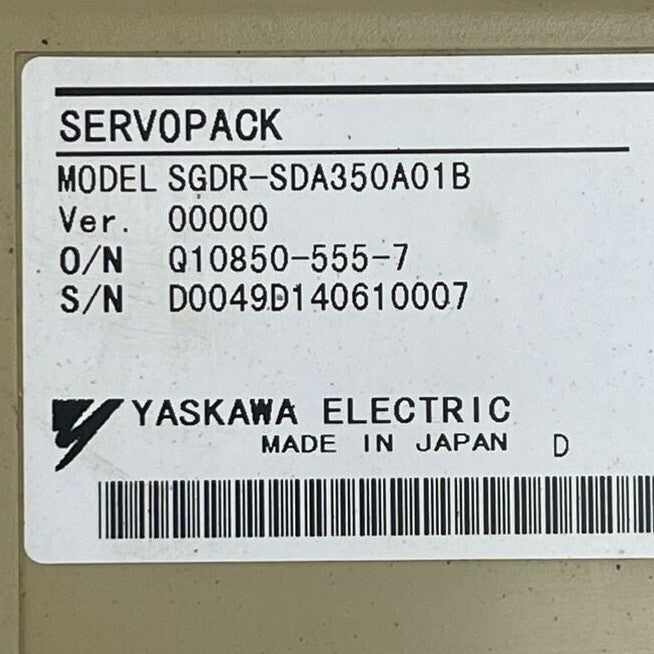 SERVOPACK
MODEL SGDR-SDA350A01B
Ver. 00000
O/N Q10850-555-7
S/N D0049D140610007
YASKAWA ELECTRIC
MADE IN JAPAN D